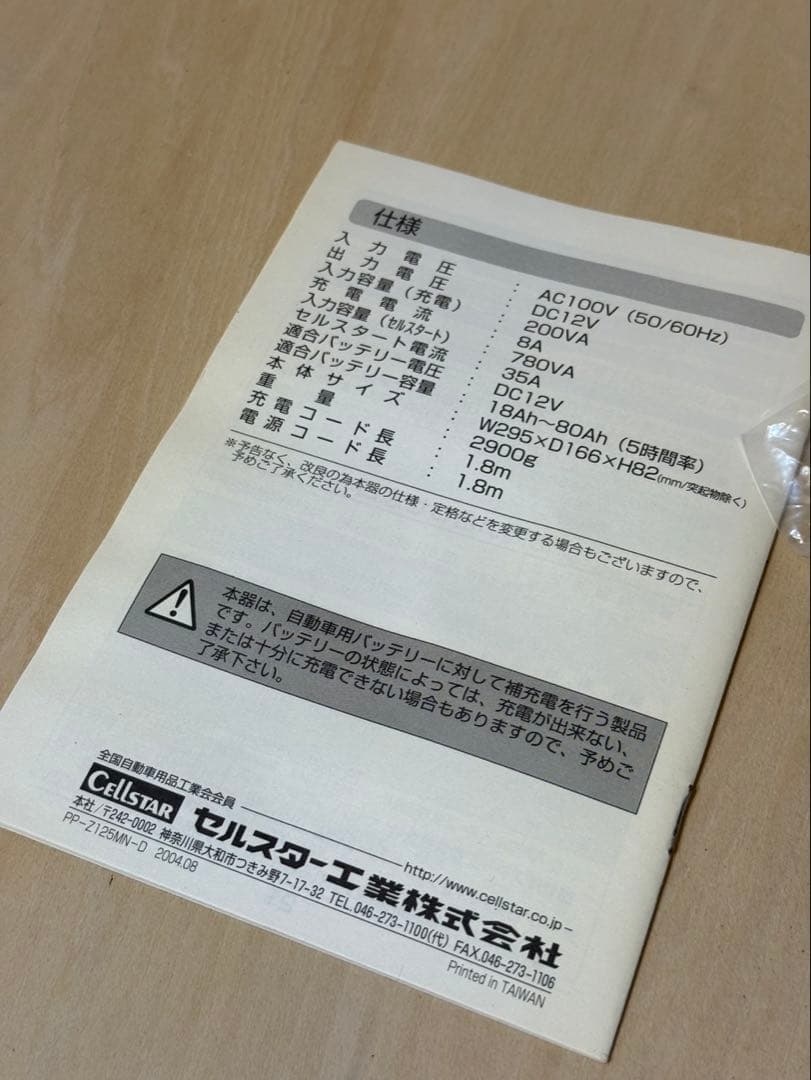 仕様
入力電圧 : AC100V (50/60Hz)
出力電圧 : DC12V
入力容量(充電) : 200VA
充電電流 : 8A
入力容量(セルスタート) : 780VA
セルスタート電流 : 35A
適合バッテリー電圧 : DC12V
適合バッテリー容量 : 18Ah〜80Ah (5時間率)
本体サイズ : W295×D166×H82(mm/突起物除く)
重量 : 2900g
充電コード長 : 1.8m
電源コード長 : 1.8m
※予告なく、改良の為本器の仕様・定格などを変更する場合もございますので、
予めご了承ください。
本器は、自動車用バッテリーに対して補充電を行う製品
です。バッテリーの状態によっては、充電が出来ない、
または十分に充電できない場合もありますので、予めご
了承下さい。
全国自動車用品工業会会員
http://www.cellstar.co.jp
CELLSTAR セルスター工業株式会社
本社/〒242-0002 神奈川県大和市つきみ野7-17-32 TEL.046-273-1100(代) FAX.046-273-1106
PP-Z125MN-D 2004.08
Printed in TAIWAN